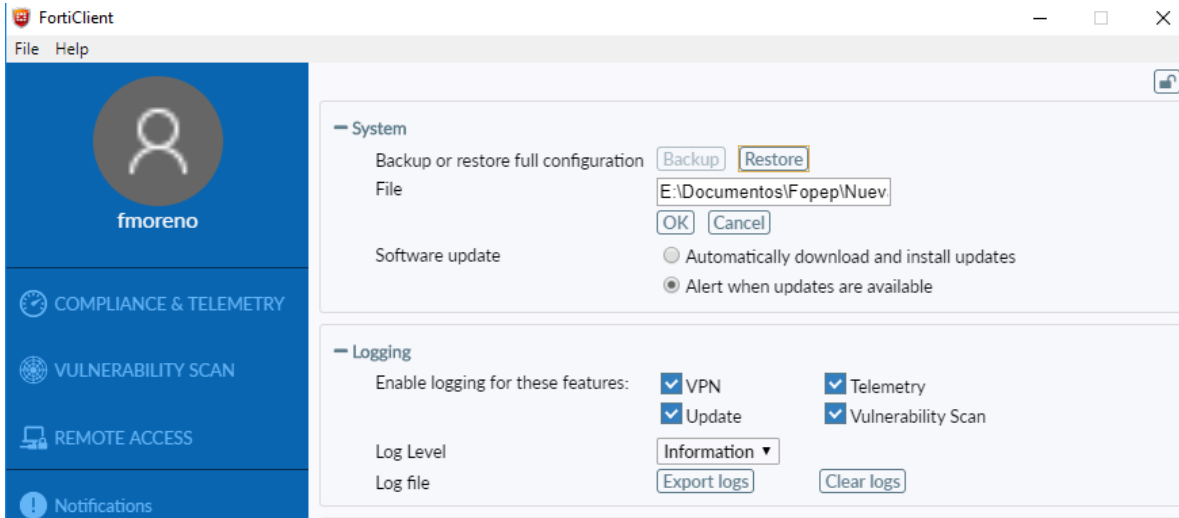 FortiClient
File Help
fmoreno
COMPLIANCE & TELEMETRY
VULNERABILITY SCAN
REMOTE ACCESS
Notifications
System
Backup or restore full configuration Backup Restore
File E:\Documentos\Fopep\Nuev
OK Cancel
Software update Automatically download and install updates
Alert when updates are available
Logging
Enable logging for these features: VPN Telemetry
Update Vulnerability Scan
Log Level Information
Log file Export logs Clear logs